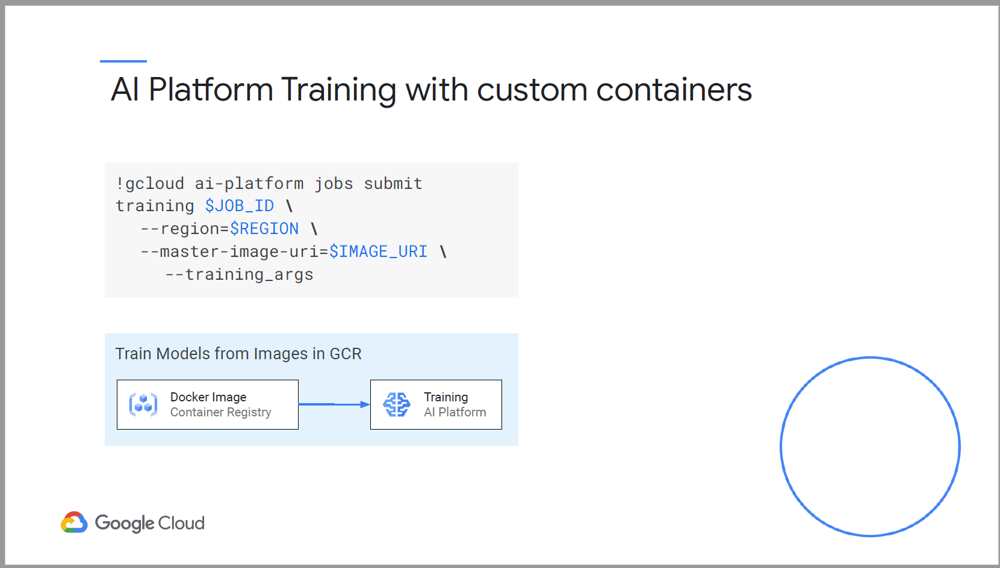 AI Platform Training with custom containers
!gcloud ai-platform jobs submit
training $JOB_ID \
--region=$REGION \
--master-image-uri=$IMAGE_URI \
--training_args
Train Models from Images in GCR
Docker Image
Container Registry
Training
AI Platform
Google Cloud